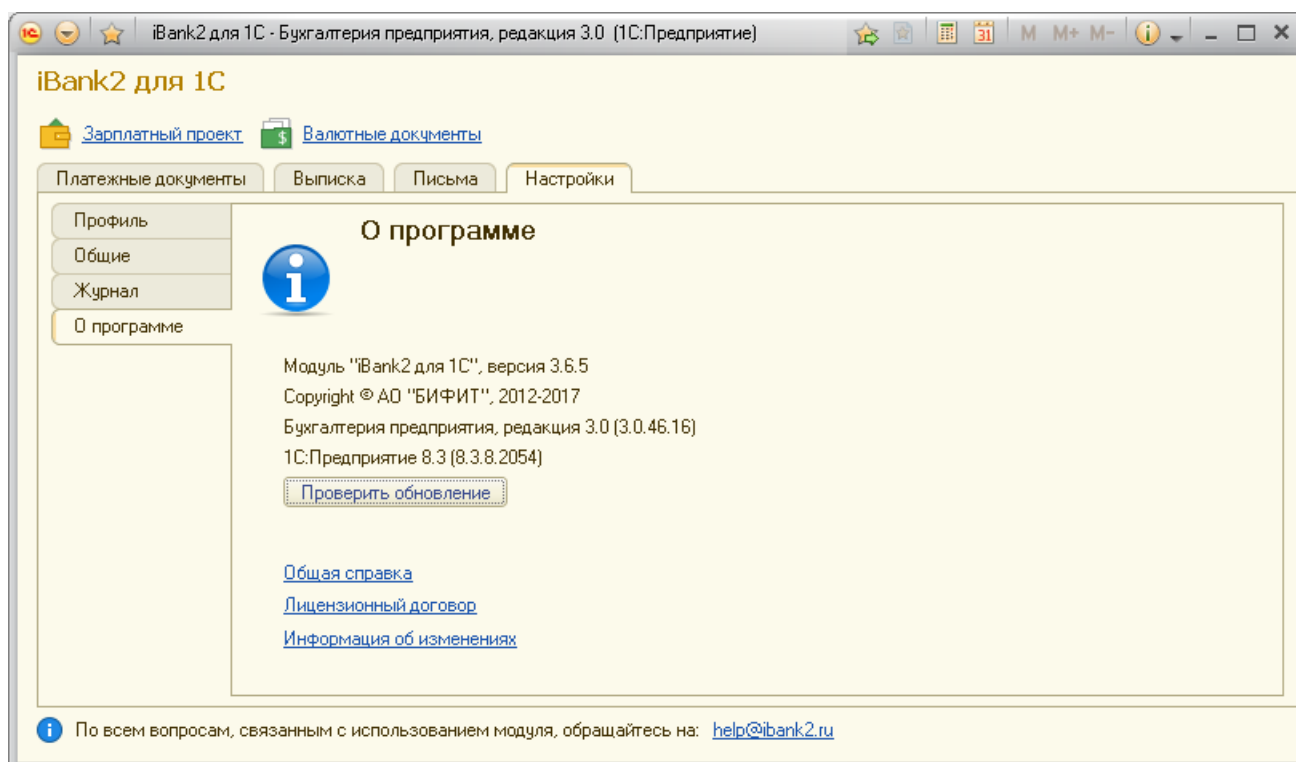 iBank2 для 1С - Бухгалтерия предприятия, редакция 3.0 (1С:Предприятие)
31 M M+ M-
iBank2 для 1С
Зарплатный проект Валютные документы
Платежные документы Выписка Письма Настройки
Профиль
Общие
Журнал
О программе
О программе
Модуль "iBank2 для 1С", версия 3.6.5
Copyright © АО "БИФИТ", 2012-2017
Бухгалтерия предприятия, редакция 3.0 (3.0.46.16)
1С:Предприятие 8.3 (8.3.8.2054)
Проверить обновление
Общая справка
Лицензионный договор
Информация об изменениях
По всем вопросам, связанным с использованием модуля, обращайтесь на: help@ibank2.ru